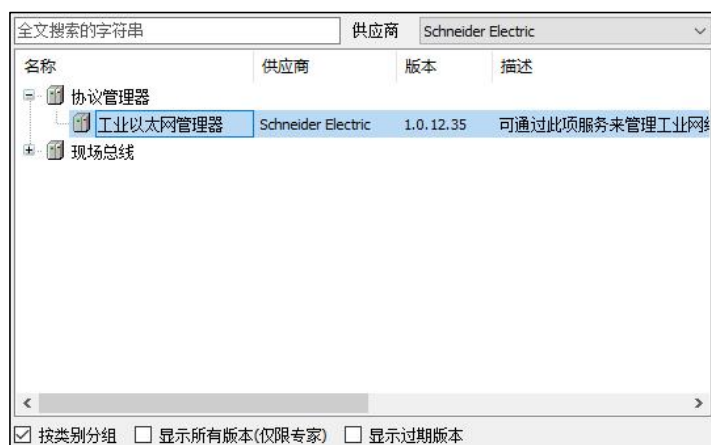 全文搜索的字符串 供应商 Schneider Electric
名称 供应商 版本 描述
协议管理器
工业以太网管理器 Schneider Electric 1.0.12.35 可通过此项服务来管理工业网络
现场总线
按类别分组 显示所有版本(仅限专家) 显示过期版本